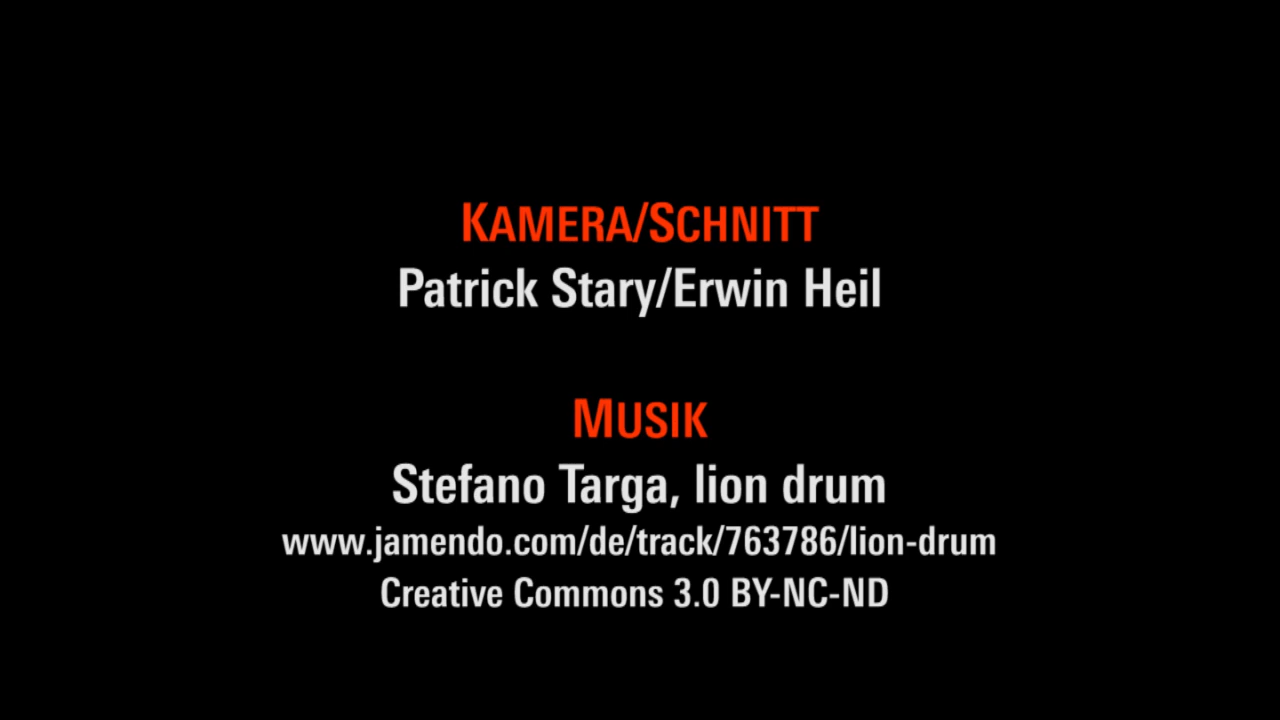 KAMERA/SCHNITT
Patrick Stary/Erwin Heil
MUSIK
Stefano Targa, lion drum
www.jamendo.com/de/track/763786/lion-drum
Creative Commons 3.0 BY-NC-ND